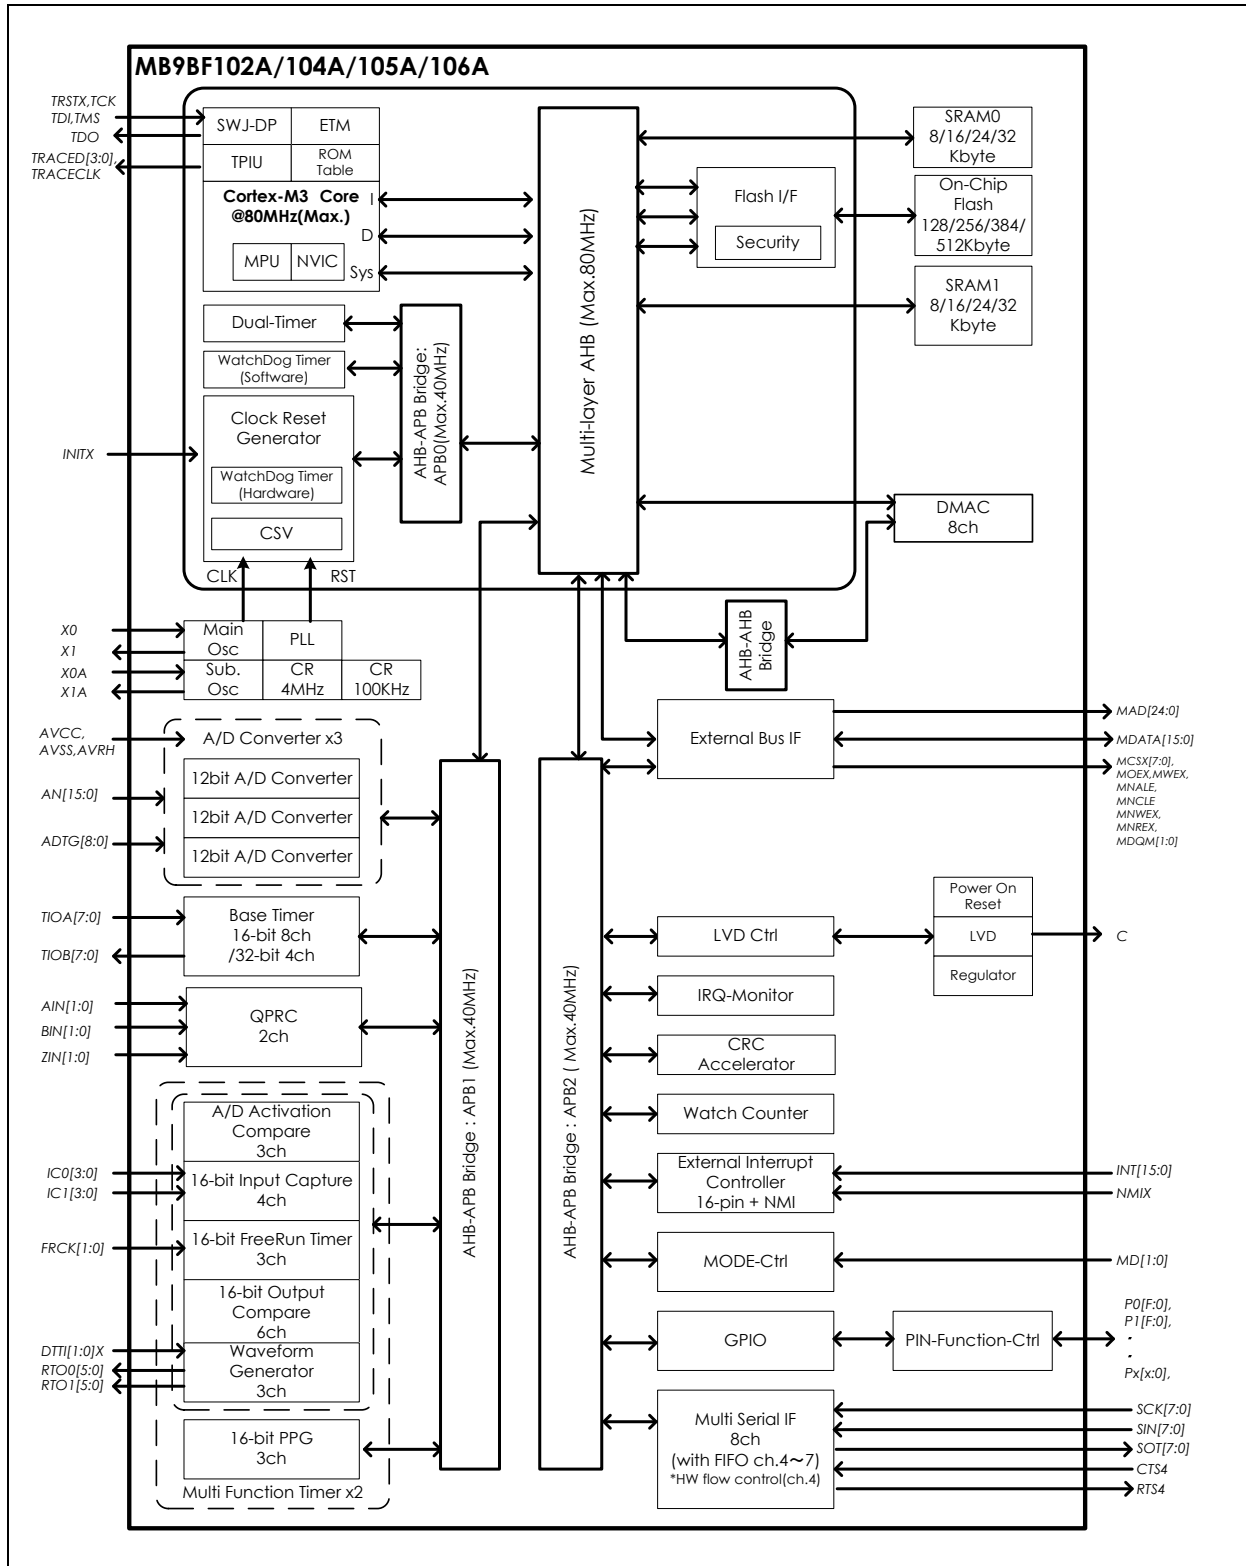 MB9BF102A/104A/105A/106A
TRSTX,TCK
TDI,TMS
TDO
TRACED[3:0],
TRACECLK
SWJ-DP
ETM
TPIU
ROM
Table
Cortex-M3 Core
@80MHz(Max.)
I
D
Sys
MPU
NVIC
Multi-layer AHB (Max.80MHz)
Flash I/F
Security
SRAM0
8/16/24/32
Kbyte
On-Chip
Flash
128/256/384/
512Kbyte
SRAM1
8/16/24/32
Kbyte
Dual-Timer
WatchDog Timer
(Software)
Clock Reset
Generator
WatchDog Timer
(Hardware)
CSV
INITX
AHB-APB Bridge:
APB0(Max.40MHz)
DMAC
8ch
CLK
RST
AHB-AHB
Bridge
X0
X1
X0A
X1A
Main
Osc
PLL
Sub.
Osc
CR
4MHz
CR
100KHz
AVCC,
AVSS,AVRH
AN[15:0]
ADTG[8:0]
A/D Converter x3
12bit A/D Converter
12bit A/D Converter
12bit A/D Converter
External Bus IF
MAD[24:0]
MDATA[15:0]
MCSX[7:0],
MOEX,MWEX,
MNALE,
MNCLE
MNWEX,
MNREX,
MDQM[1:0]
TIOA[7:0]
TIOB[7:0]
Base Timer
16-bit 8ch
/32-bit 4ch
AIN[1:0]
BIN[1:0]
ZIN[1:0]
QPRC
2ch
AHB-APB Bridge : APB1 (Max.40MHz)
AHB-APB Bridge : APB2 ( Max.40MHz)
LVD Ctrl
Power On
Reset
LVD
Regulator
C
IRQ-Monitor
CRC
Accelerator
Watch Counter
External Interrupt
Controller
16-pin + NMI
INT[15:0]
NMIX
MODE-Ctrl
MD[1:0]
GPIO
PIN-Function-Ctrl
P0[F:0],
P1[F:0],
.
.
Px[x:0],
Multi Serial IF
8ch
(with FIFO ch.4~7)
*HW flow control(ch.4)
SCK[7:0]
SIN[7:0]
SOT[7:0]
CTS4
RTS4
A/D Activation
Compare
3ch
IC0[3:0]
IC1[3:0]
16-bit Input Capture
4ch
FRCK[1:0]
16-bit FreeRun Timer
3ch
16-bit Output
Compare
6ch
DTTI[1:0]X
RTO0[5:0]
RTO1[5:0]
Waveform
Generator
3ch
16-bit PPG
3ch
Multi Function Timer x2